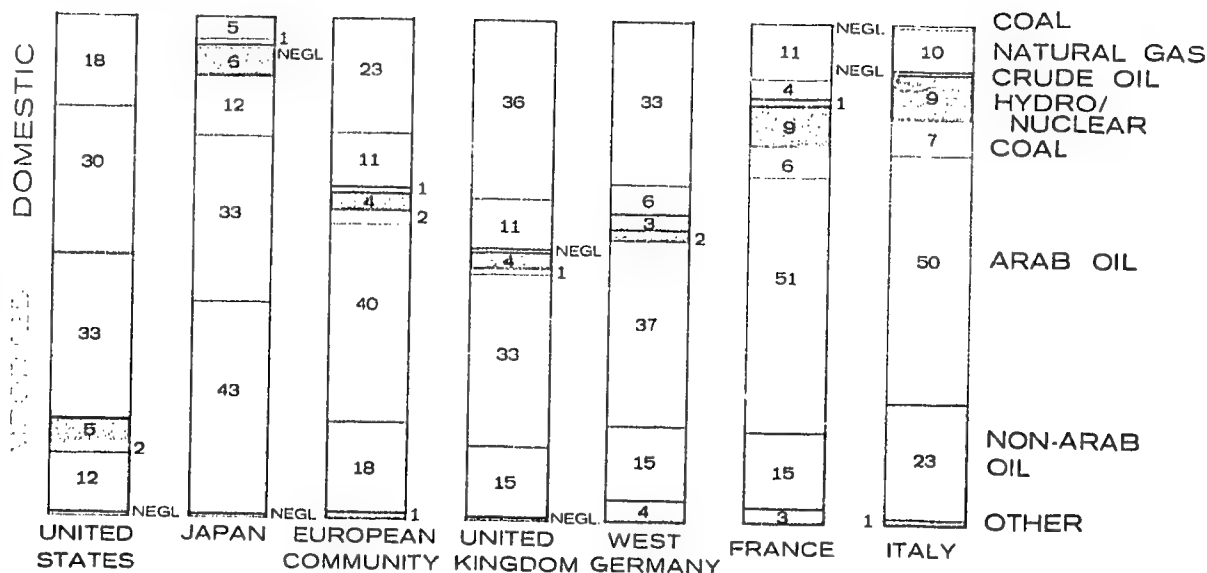 DOMESTIC
18
30
33
5
2
12
NEGL
UNITED
STATES
5
1
NEGL
6
12
33
43
NEGL
JAPAN
23
11
1
4
2
40
18
1
EUROPEAN
COMMUNITY
36
11
NEGL
4
1
33
15
NEGL.
UNITED
KINGDOM
33
6
3
2
37
15
4
WEST
GERMANY
NEGL
11
NEGL
4
1
9
6
51
15
3
FRANCE
10
9
7
50
23
1
ITALY
COAL
NATURAL GAS
CRUDE OIL
HYDRO/
NUCLEAR
COAL
ARAB OIL
NON-ARAB
OIL
OTHER